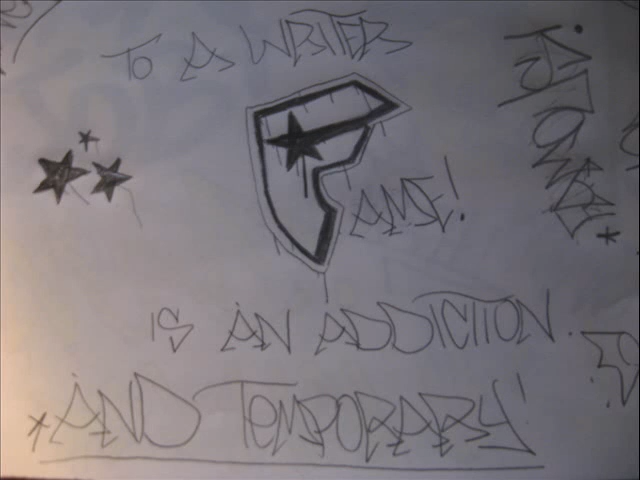 TO A WRITER
FAME!
IS AN ADDICTION.
*AND TEMPORARY'